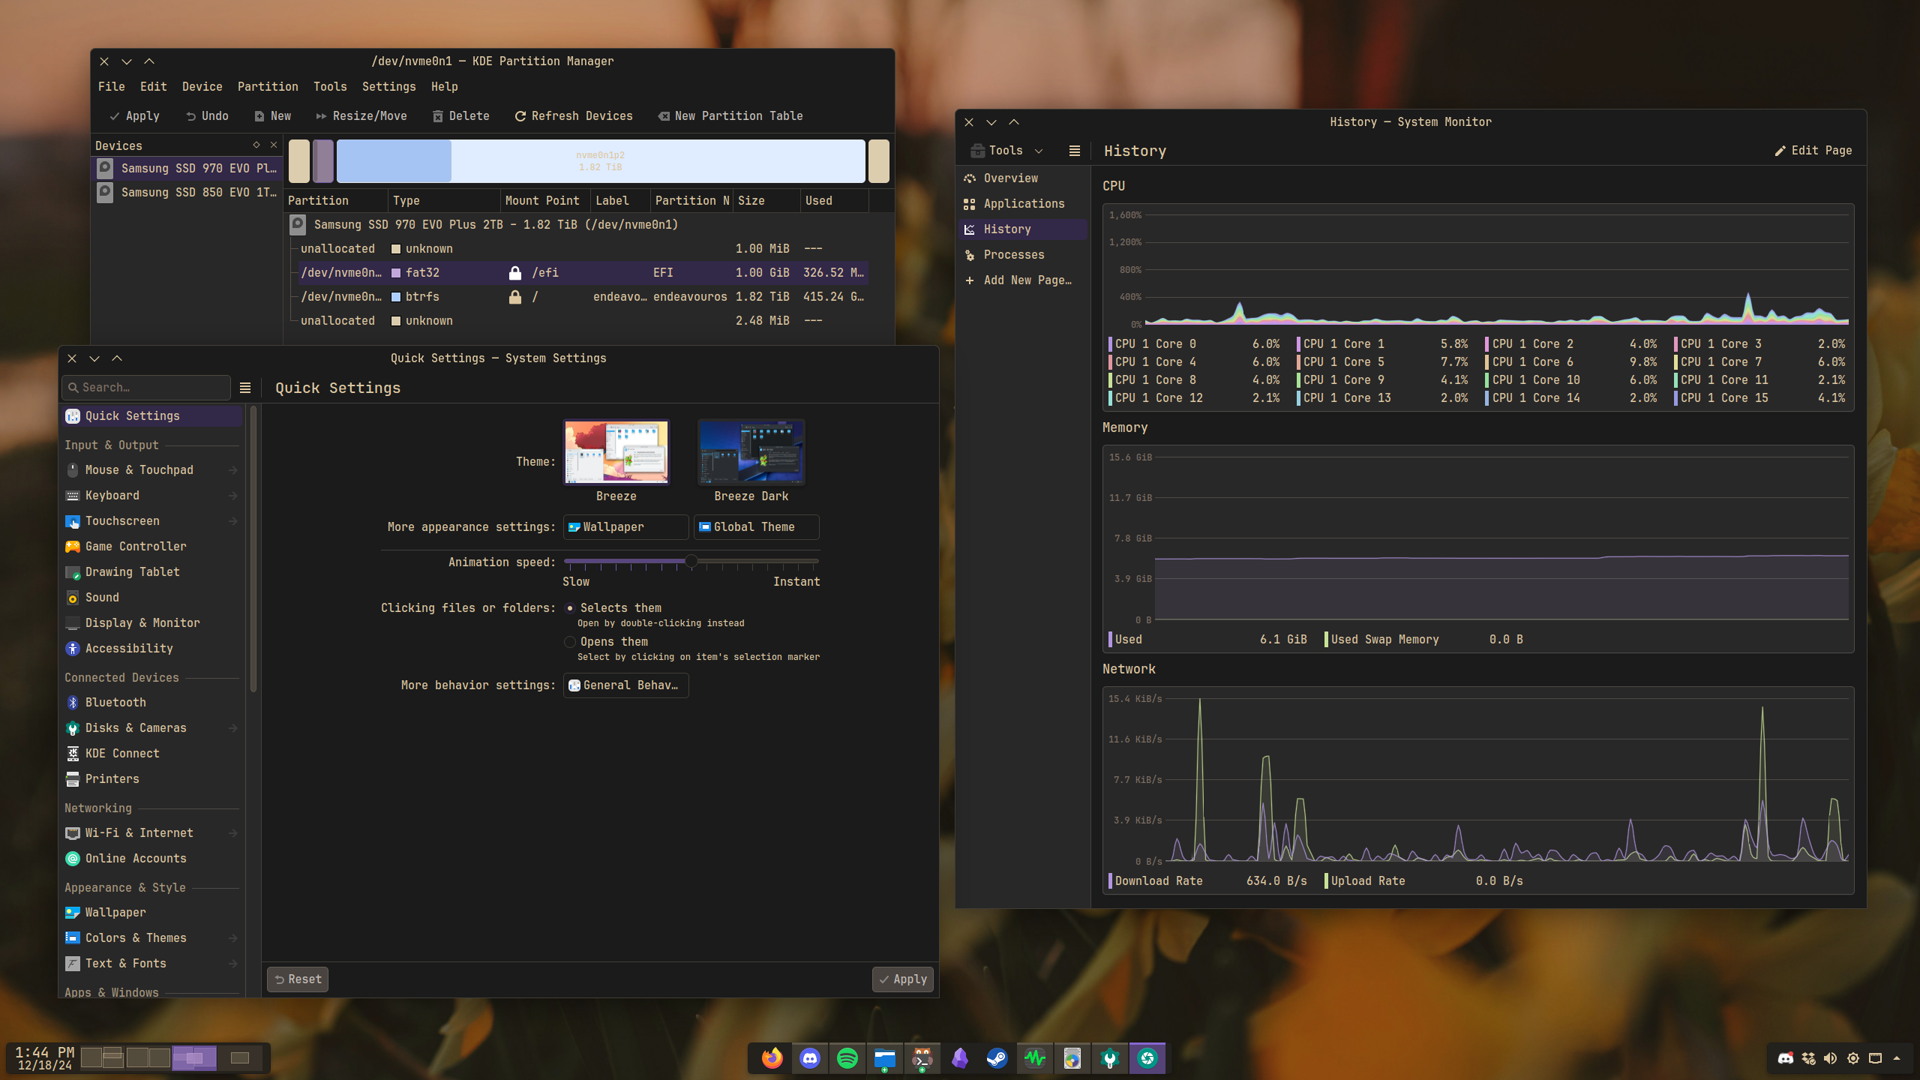 /dev/nvme0n1 — KDE Partition Manager
File Edit Device Partition Tools Settings Help
Apply Undo New Resize/Move Delete Refresh Devices New Partition Table
Devices
Samsung SSD 970 EVO Pl…
Samsung SSD 850 EVO 1T…
nvme0n1p2
1.82 TiB
Partition Type Mount Point Label Partition N Size Used
Samsung SSD 970 EVO Plus 2TB – 1.82 TiB (/dev/nvme0n1)
unallocated unknown 1.00 MiB ---
/dev/nvme0n… fat32 /efi EFI 1.00 GiB 326.52 M…
/dev/nvme0n… btrfs / endeavo… endeavouros 1.82 TiB 415.24 G…
unallocated unknown 2.48 MiB ---
Quick Settings — System Settings
Search…
Quick Settings
Quick Settings
Input & Output
Mouse & Touchpad
Keyboard
Touchscreen
Game Controller
Drawing Tablet
Sound
Display & Monitor
Accessibility
Connected Devices
Bluetooth
Disks & Cameras
KDE Connect
Printers
Networking
Wi-Fi & Internet
Online Accounts
Appearance & Style
Wallpaper
Colors & Themes
Text & Fonts
Apps & Windows
Theme:
Breeze Breeze Dark
More appearance settings: Wallpaper Global Theme
Animation speed:
Slow Instant
Clicking files or folders: Selects them
Open by double-clicking instead
Opens them
Select by clicking on item's selection marker
More behavior settings: General Behav…
Reset Apply
History — System Monitor
Tools History Edit Page
Overview
Applications
History
Processes
Add New Page…
CPU
1,600%
1,200%
800%
400%
0%
CPU 1 Core 0 6.0% CPU 1 Core 1 5.8% CPU 1 Core 2 4.0% CPU 1 Core 3 2.0%
CPU 1 Core 4 6.0% CPU 1 Core 5 7.7% CPU 1 Core 6 9.8% CPU 1 Core 7 6.0%
CPU 1 Core 8 4.0% CPU 1 Core 9 4.1% CPU 1 Core 10 6.0% CPU 1 Core 11 2.1%
CPU 1 Core 12 2.1% CPU 1 Core 13 2.0% CPU 1 Core 14 2.0% CPU 1 Core 15 4.1%
Memory
15.6 GiB
11.7 GiB
7.8 GiB
3.9 GiB
0 B
Used 6.1 GiB Used Swap Memory 0.0 B
Network
15.4 KiB/s
11.6 KiB/s
7.7 KiB/s
3.9 KiB/s
0 B/s
Download Rate 634.0 B/s Upload Rate 0.0 B/s
1:44 PM
12/18/24